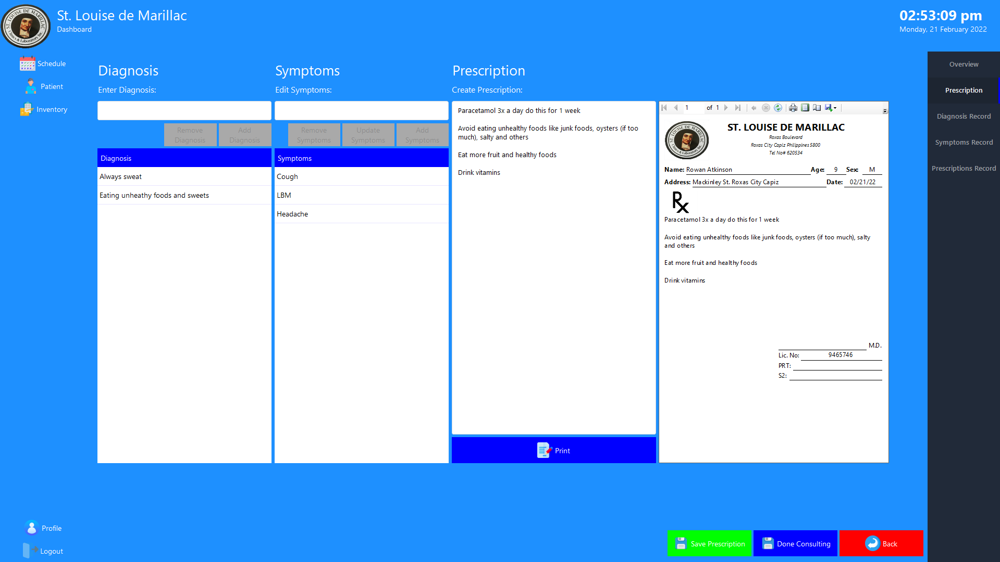 St. Louise de Marillac
Dashboard
02:53:09 pm
Monday, 21 February 2022
Schedule
Patient
Inventory
Profile
Logout
Diagnosis
Enter Diagnosis:
Remove Diagnosis
Add Diagnosis
Diagnosis
Always sweat
Eating unheathy foods and sweets
Symptoms
Edit Symptoms:
Remove Symptoms
Update Symptoms
Add Symptoms
Symptoms
Cough
LBM
Headache
Prescription
Create Prescription:
Paracetamol 3x a day do this for 1 week
Avoid eating unhealthy foods like junk foods, oysters (if too
much), salty and others
Eat more fruit and healthy foods
Drink vitamins
Print
1 of 1
ST. LOUISE DE MARILLAC
Clinics & Laboratory Inc.
ST. LOUISE DE MARILLAC
Roxas Boulevard
Roxas City Capiz Philippines 5800
Tel No# 620534
Name: Rowan Atkinson Age: 9 Sex: M
Address: Mackinley St. Roxas City Capiz Date: 02/21/22
Rx
Paracetamol 3x a day do this for 1 week
Avoid eating unhealthy foods like junk foods, oysters (if too much), salty
and others
Eat more fruit and healthy foods
Drink vitamins
M.D.
Lic. No: 9465746
PRT:
S2:
Save Prescription
Done Consulting
Back
Overview
Prescription
Diagnosis Record
Symptoms Record
Prescriptions Record